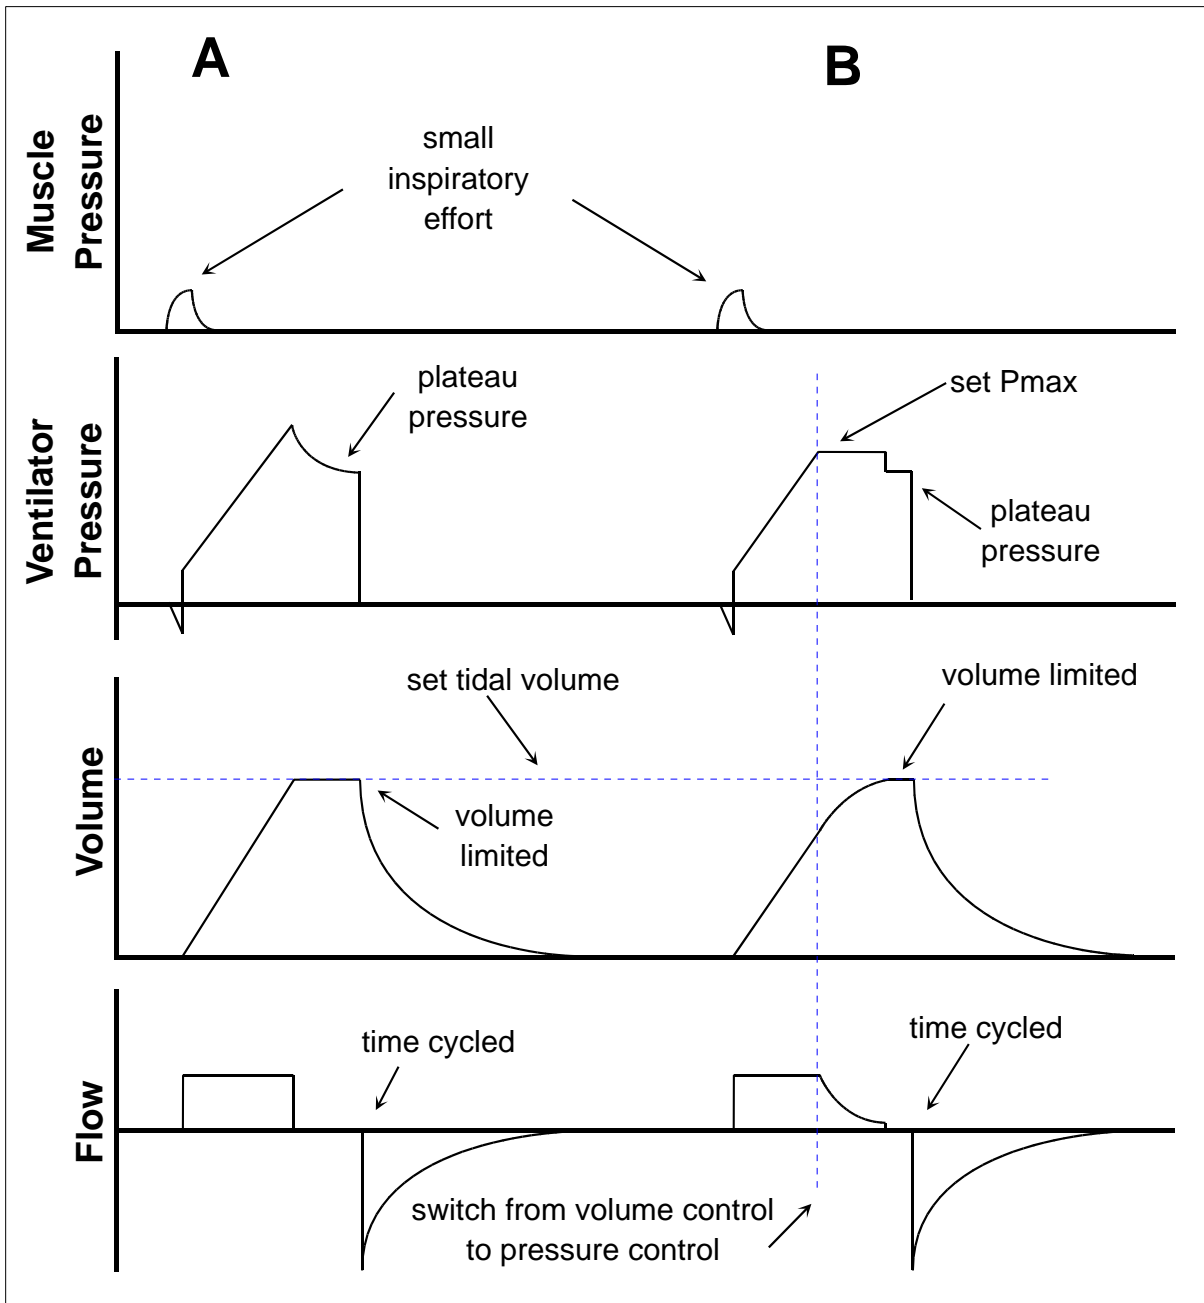 A
B
Muscle
Pressure
small
inspiratory
effort
Ventilator
Pressure
plateau
pressure
set Pmax
plateau
pressure
Volume
set tidal volume
volume limited
volume
limited
Flow
time cycled
time cycled
switch from volume control
to pressure control